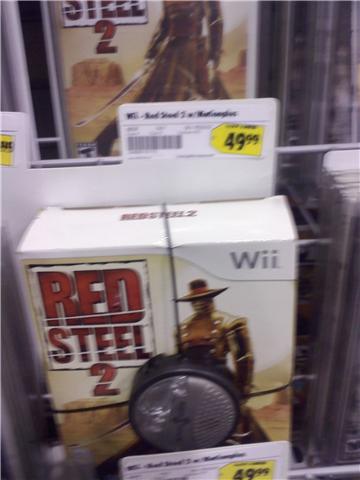 RED
STEEL
2
Wii - Red Steel 2 w/Motionplus
49.99
RED STEEL 2
Wii
RED
STEEL
2
Wii - Red Steel 2 w/Motionplus
49.99